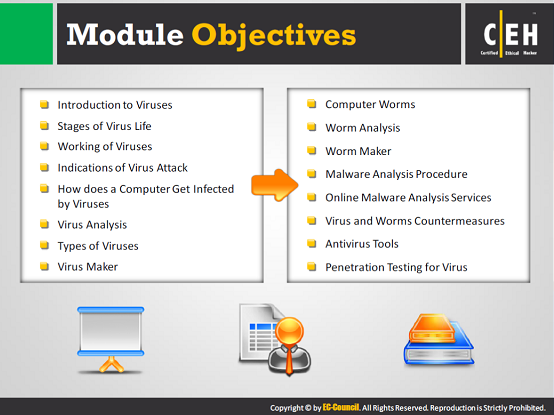 Module Objectives
C|EH
Certified Ethical Hacker
Introduction to Viruses
Stages of Virus Life
Working of Viruses
Indications of Virus Attack
How does a Computer Get Infected
by Viruses
Virus Analysis
Types of Viruses
Virus Maker
Computer Worms
Worm Analysis
Worm Maker
Malware Analysis Procedure
Online Malware Analysis Services
Virus and Worms Countermeasures
Antivirus Tools
Penetration Testing for Virus
Copyright © by EC-Council. All Rights Reserved. Reproduction is Strictly Prohibited.